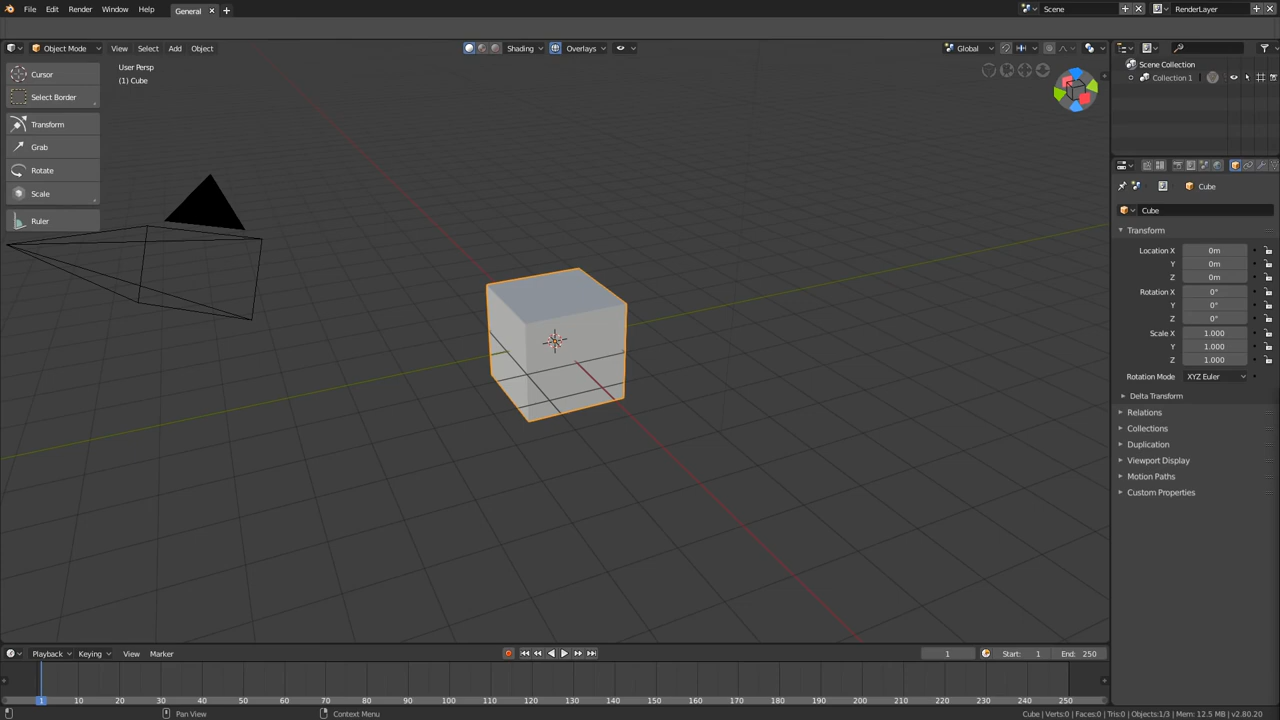 File Edit Render Window Help General Scene RenderLayer
Object Mode View Select Add Object Shading Overlays Global
Cursor
Select Border
Transform
Grab
Rotate
Scale
Ruler
User Persp
(1) Cube
Scene Collection
Collection 1
Cube
Cube
Transform
Location X 0m
Y 0m
Z 0m
Rotation X 0°
Y 0°
Z 0°
Scale X 1.000
Y 1.000
Z 1.000
Rotation Mode XYZ Euler
Delta Transform
Relations
Collections
Duplication
Viewport Display
Motion Paths
Custom Properties
Playback Keying View Marker 1 Start: 1 End: 250
1 10 20 30 40 50 60 70 80 90 100 110 120 130 140 150 160 170 180 190 200 210 220 230 240 250
Pan View Context Menu Cube | Verts:0 | Faces:0 | Tris:0 | Objects:1/3 | Mem: 12.5 MB | v2.80.20